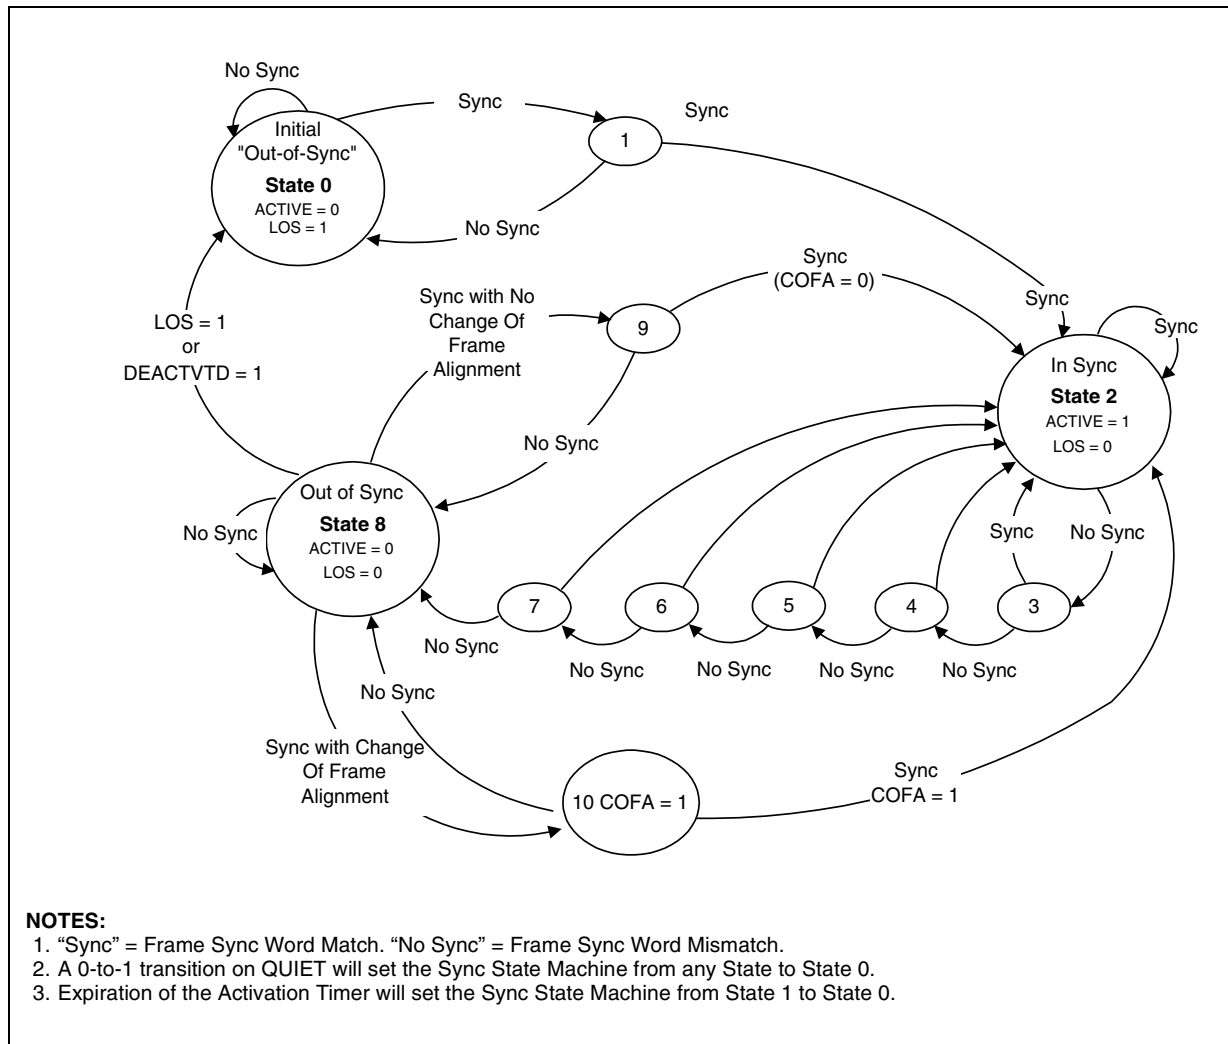 No Sync
Sync
Sync
Initial
"Out-of-Sync"
State 0
ACTIVE = 0
LOS = 1
1
No Sync
Sync
(COFA = 0)
Sync with No
Change Of
Frame
Alignment
9
Sync
Sync
LOS = 1
or
DEACTVTD = 1
In Sync
State 2
ACTIVE = 1
LOS = 0
No Sync
Out of Sync
State 8
ACTIVE = 0
LOS = 0
No Sync
Sync
No Sync
7
6
5
4
3
No Sync
No Sync
No Sync
No Sync
No Sync
No Sync
Sync with Change
Of Frame
Alignment
10 COFA = 1
Sync
COFA = 1
NOTES:
1. “Sync” = Frame Sync Word Match. “No Sync” = Frame Sync Word Mismatch.
2. A 0-to-1 transition on QUIET will set the Sync State Machine from any State to State 0.
3. Expiration of the Activation Timer will set the Sync State Machine from State 1 to State 0.